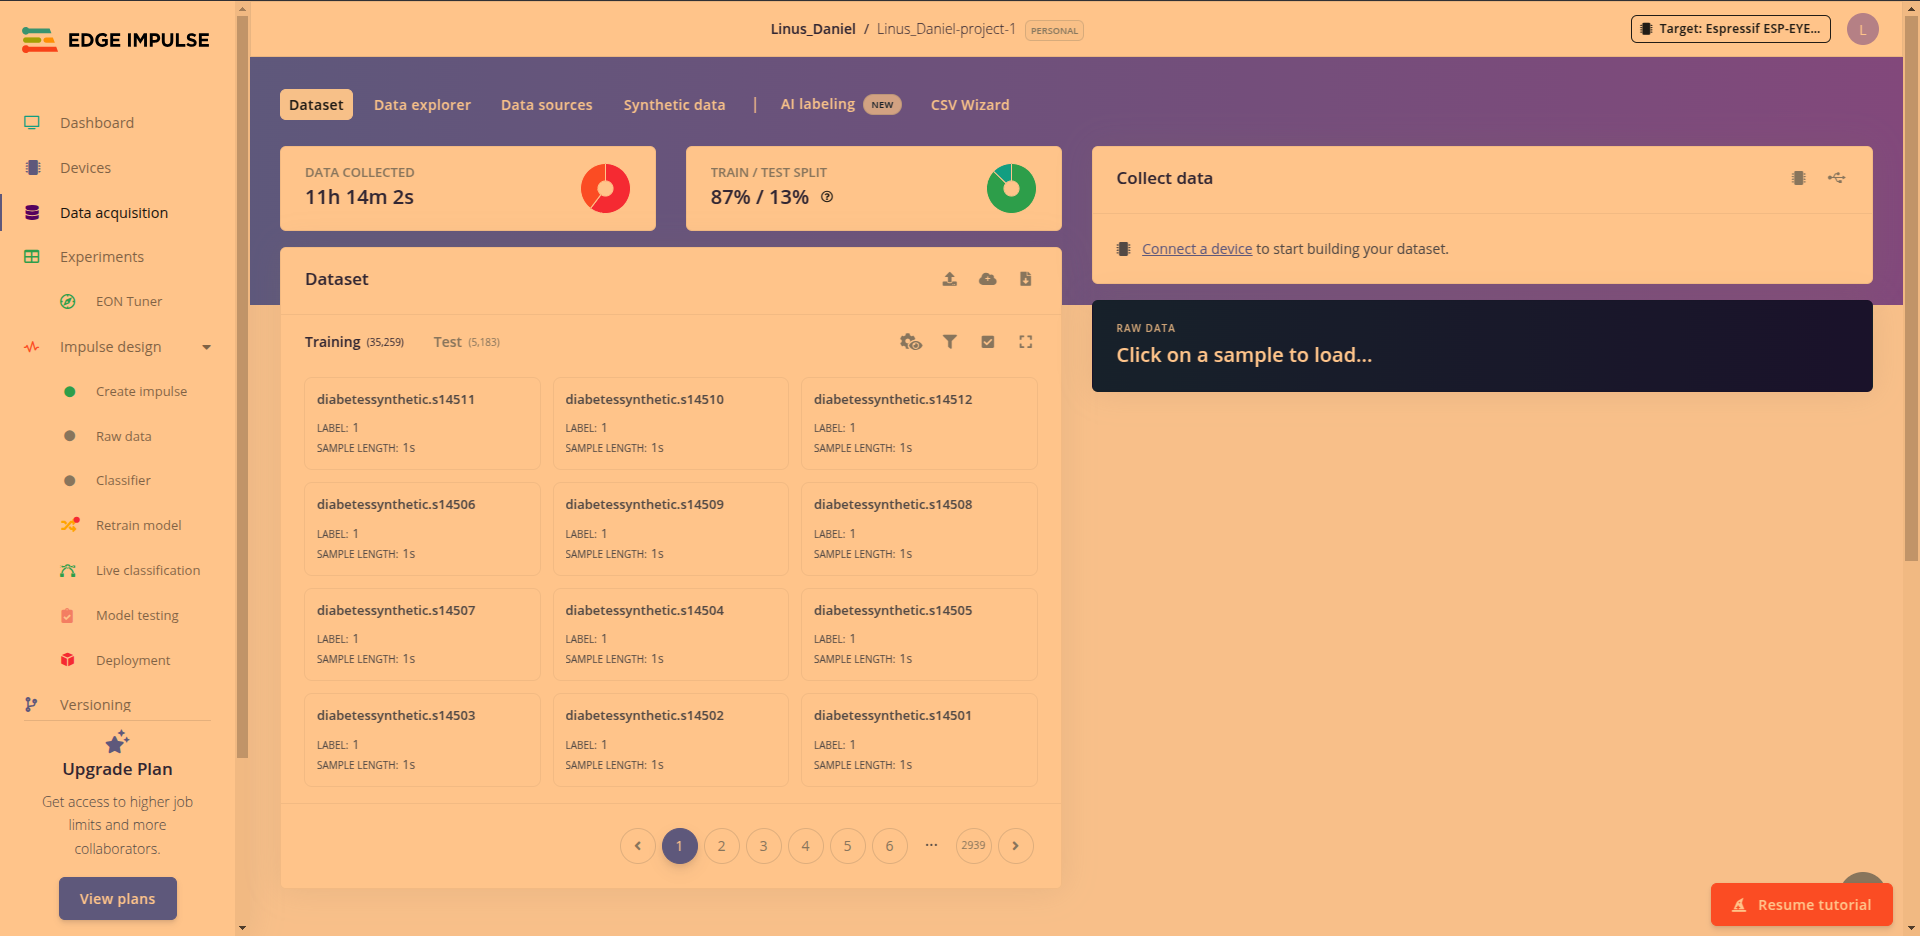 EDGE IMPULSE
Linus_Daniel / Linus_Daniel-project-1 PERSONAL
Target: Espressif ESP-EYE...
L
Dashboard
Devices
Data acquisition
Experiments
EON Tuner
Impulse design
Create impulse
Raw data
Classifier
Retrain model
Live classification
Model testing
Deployment
Versioning
Upgrade Plan
Get access to higher job
limits and more
collaborators.
View plans
Dataset Data explorer Data sources Synthetic data | AI labeling NEW CSV Wizard
DATA COLLECTED
11h 14m 2s
TRAIN / TEST SPLIT
87% / 13% ?
Collect data
Connect a device to start building your dataset.
RAW DATA
Click on a sample to load...
Dataset
Training (35,259) Test (5,183)
diabetessynthetic.s14511
LABEL: 1
SAMPLE LENGTH: 1s
diabetessynthetic.s14510
LABEL: 1
SAMPLE LENGTH: 1s
diabetessynthetic.s14512
LABEL: 1
SAMPLE LENGTH: 1s
diabetessynthetic.s14506
LABEL: 1
SAMPLE LENGTH: 1s
diabetessynthetic.s14509
LABEL: 1
SAMPLE LENGTH: 1s
diabetessynthetic.s14508
LABEL: 1
SAMPLE LENGTH: 1s
diabetessynthetic.s14507
LABEL: 1
SAMPLE LENGTH: 1s
diabetessynthetic.s14504
LABEL: 1
SAMPLE LENGTH: 1s
diabetessynthetic.s14505
LABEL: 1
SAMPLE LENGTH: 1s
diabetessynthetic.s14503
LABEL: 1
SAMPLE LENGTH: 1s
diabetessynthetic.s14502
LABEL: 1
SAMPLE LENGTH: 1s
diabetessynthetic.s14501
LABEL: 1
SAMPLE LENGTH: 1s
1 2 3 4 5 6 ... 2939
Resume tutorial